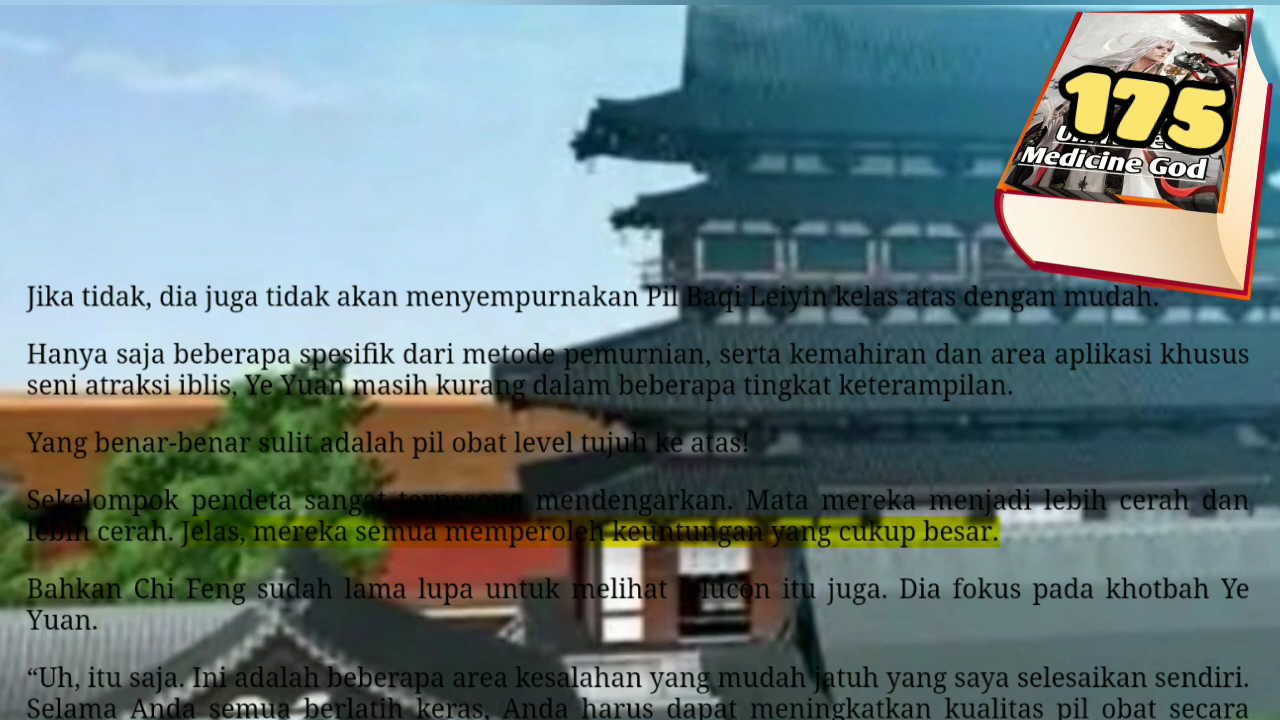 175
Medicine God
Jika tidak, dia juga tidak akan menyempurnakan Pil Baqi Leiyin kelas atas dengan mudah.
Hanya saja beberapa spesifik dari metode pemurnian, serta kemahiran dan area aplikasi khusus
seni atraksi iblis, Ye Yuan masih kurang dalam beberapa tingkat keterampilan.
Yang benar-benar sulit adalah pil obat level tujuh ke atas!
Sekelompok pendeta sangat terpesona mendengarkan. Mata mereka menjadi lebih cerah dan
lebih cerah. Jelas, mereka semua memperoleh keuntungan yang cukup besar.
Bahkan Chi Feng sudah lama lupa untuk melihat lelucon itu juga. Dia fokus pada khotbah Ye
Yuan.
“Uh, itu saja. Ini adalah beberapa area kesalahan yang mudah jatuh yang saya selesaikan sendiri.
Selama Anda semua berlatih keras, Anda harus dapat meningkatkan kualitas pil obat secara